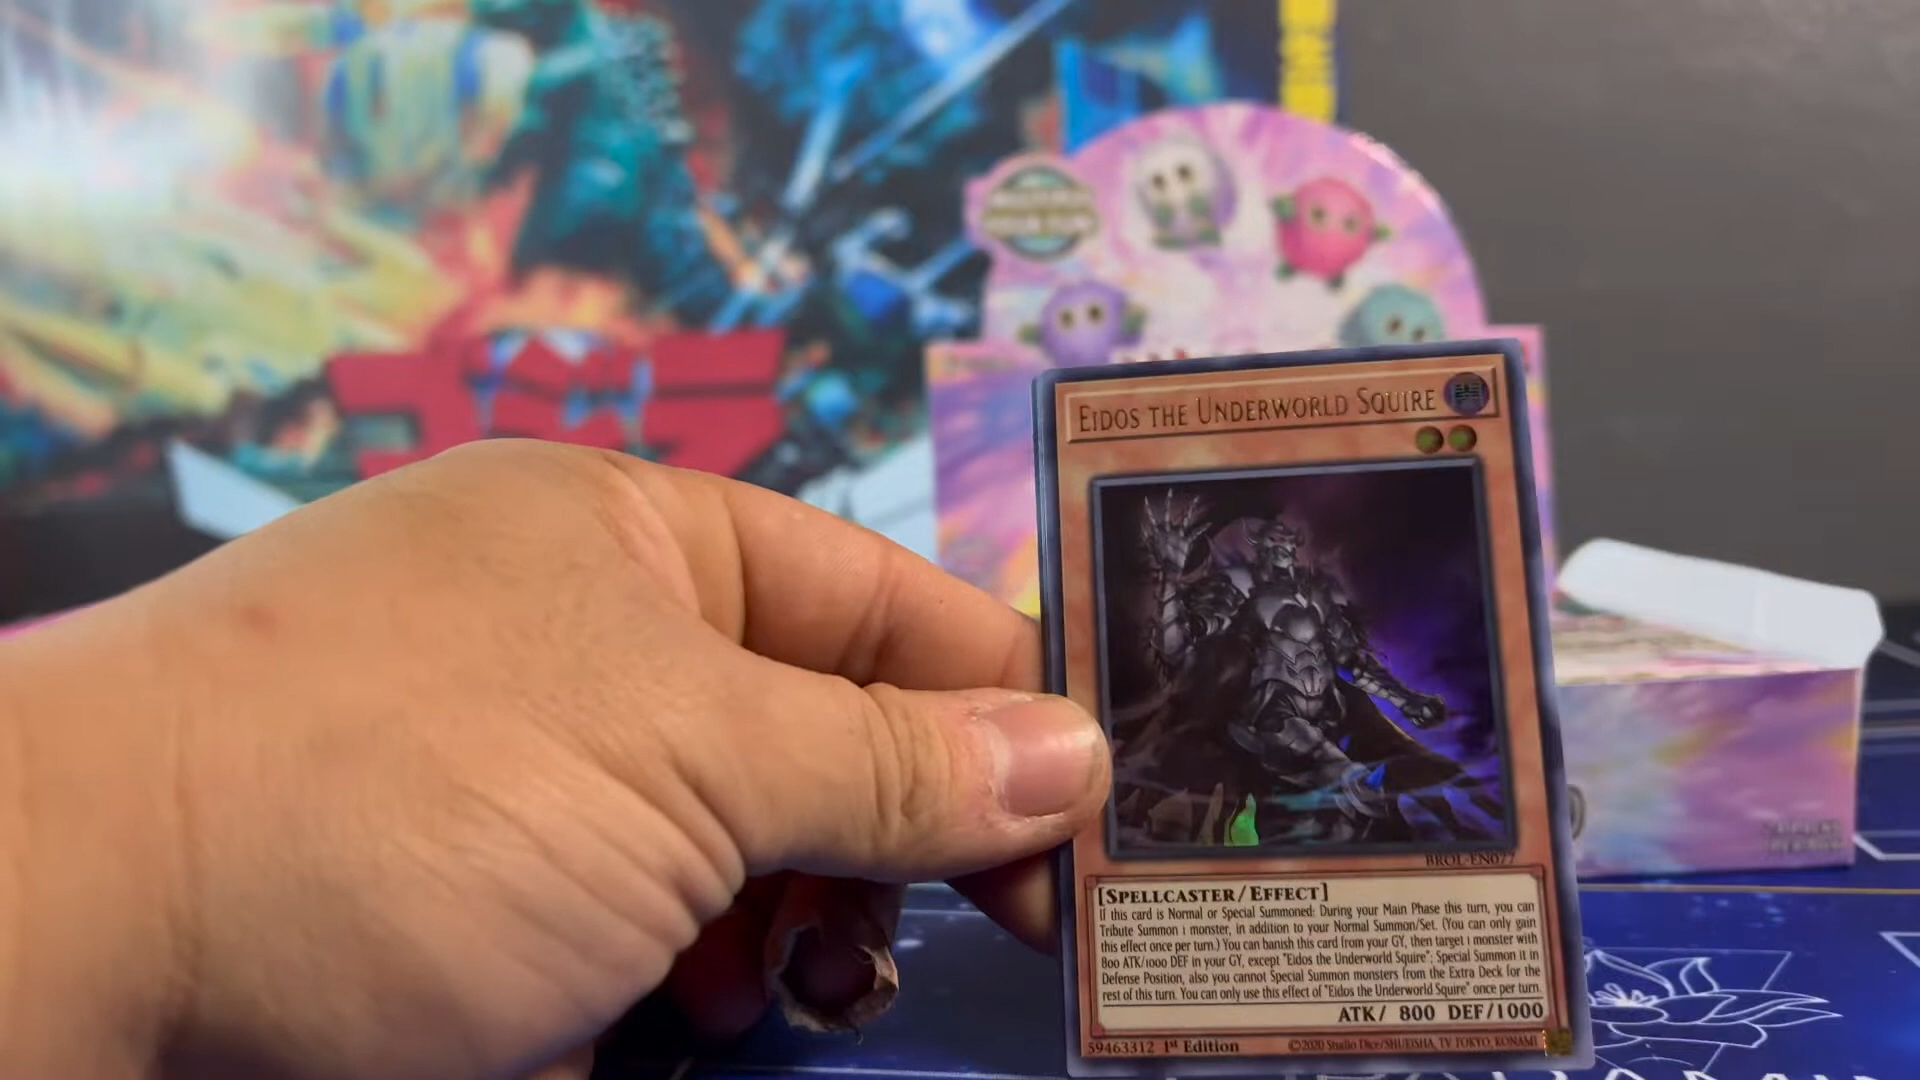 ゴジラ
EIDOS THE UNDERWORLD SQUIRE
BROL-EN077
[SPELLCASTER/EFFECT]
If this card is Normal or Special Summoned: During your Main Phase this turn, you can
Tribute Summon 1 monster, in addition to your Normal Summon/Set. (You can only gain
this effect once per turn.) You can banish this card from your GY, then target 1 monster with
800 ATK/1000 DEF in your GY, except "Eidos the Underworld Squire"; Special Summon it in
Defense Position, also you cannot Special Summon monsters from the Extra Deck for the
rest of this turn. You can only use this effect of "Eidos the Underworld Squire" once per turn.
ATK/ 800 DEF/1000
59463312 1st Edition ©2020 Studio Dice/SHUEISHA, TV TOKYO, KONAMI